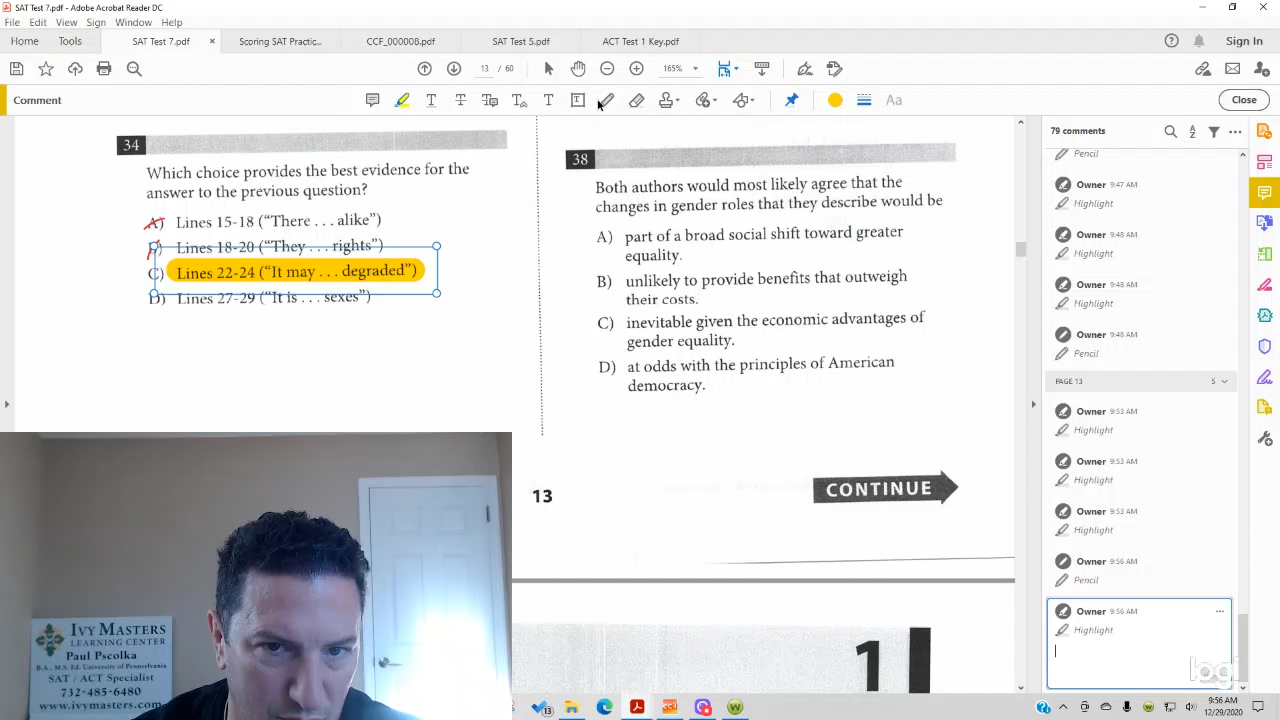 SAT Test 7.pdf - Adobe Acrobat Reader DC
File Edit View Sign Window Help
Home Tools SAT Test 7.pdf × Scoring SAT Practic... CCF_000008.pdf SAT Test 5.pdf ACT Test 1 Key.pdf Sign In
13 / 60 165%
Comment Aa Close
34
Which choice provides the best evidence for the
answer to the previous question?
A) Lines 15-18 (“There . . . alike”)
B) Lines 18-20 (“They . . . rights”)
C) Lines 22-24 (“It may . . . degraded”)
D) Lines 27-29 (“It is . . . sexes”)
38
Both authors would most likely agree that the
changes in gender roles that they describe would be
A) part of a broad social shift toward greater
equality.
B) unlikely to provide benefits that outweigh
their costs.
C) inevitable given the economic advantages of
gender equality.
D) at odds with the principles of American
democracy.
13
CONTINUE
1
79 comments
Pencil
Owner 9:47 AM
Highlight
Owner 9:48 AM
Highlight
Owner 9:48 AM
Highlight
Owner 9:48 AM
Pencil
PAGE 13 5
Owner 9:53 AM
Highlight
Owner 9:53 AM
Highlight
Owner 9:53 AM
Highlight
Owner 9:56 AM
Pencil
Owner 9:56 AM
Highlight
logi
IVY MASTERS
LEARNING CENTER
Paul Pscolka
B.A., M.S. Ed. University of Pennsylvania
SAT / ACT Specialist
732-485-6480
WWW.IVYMASTERS.COM
13
9:56 AM
12/29/2020